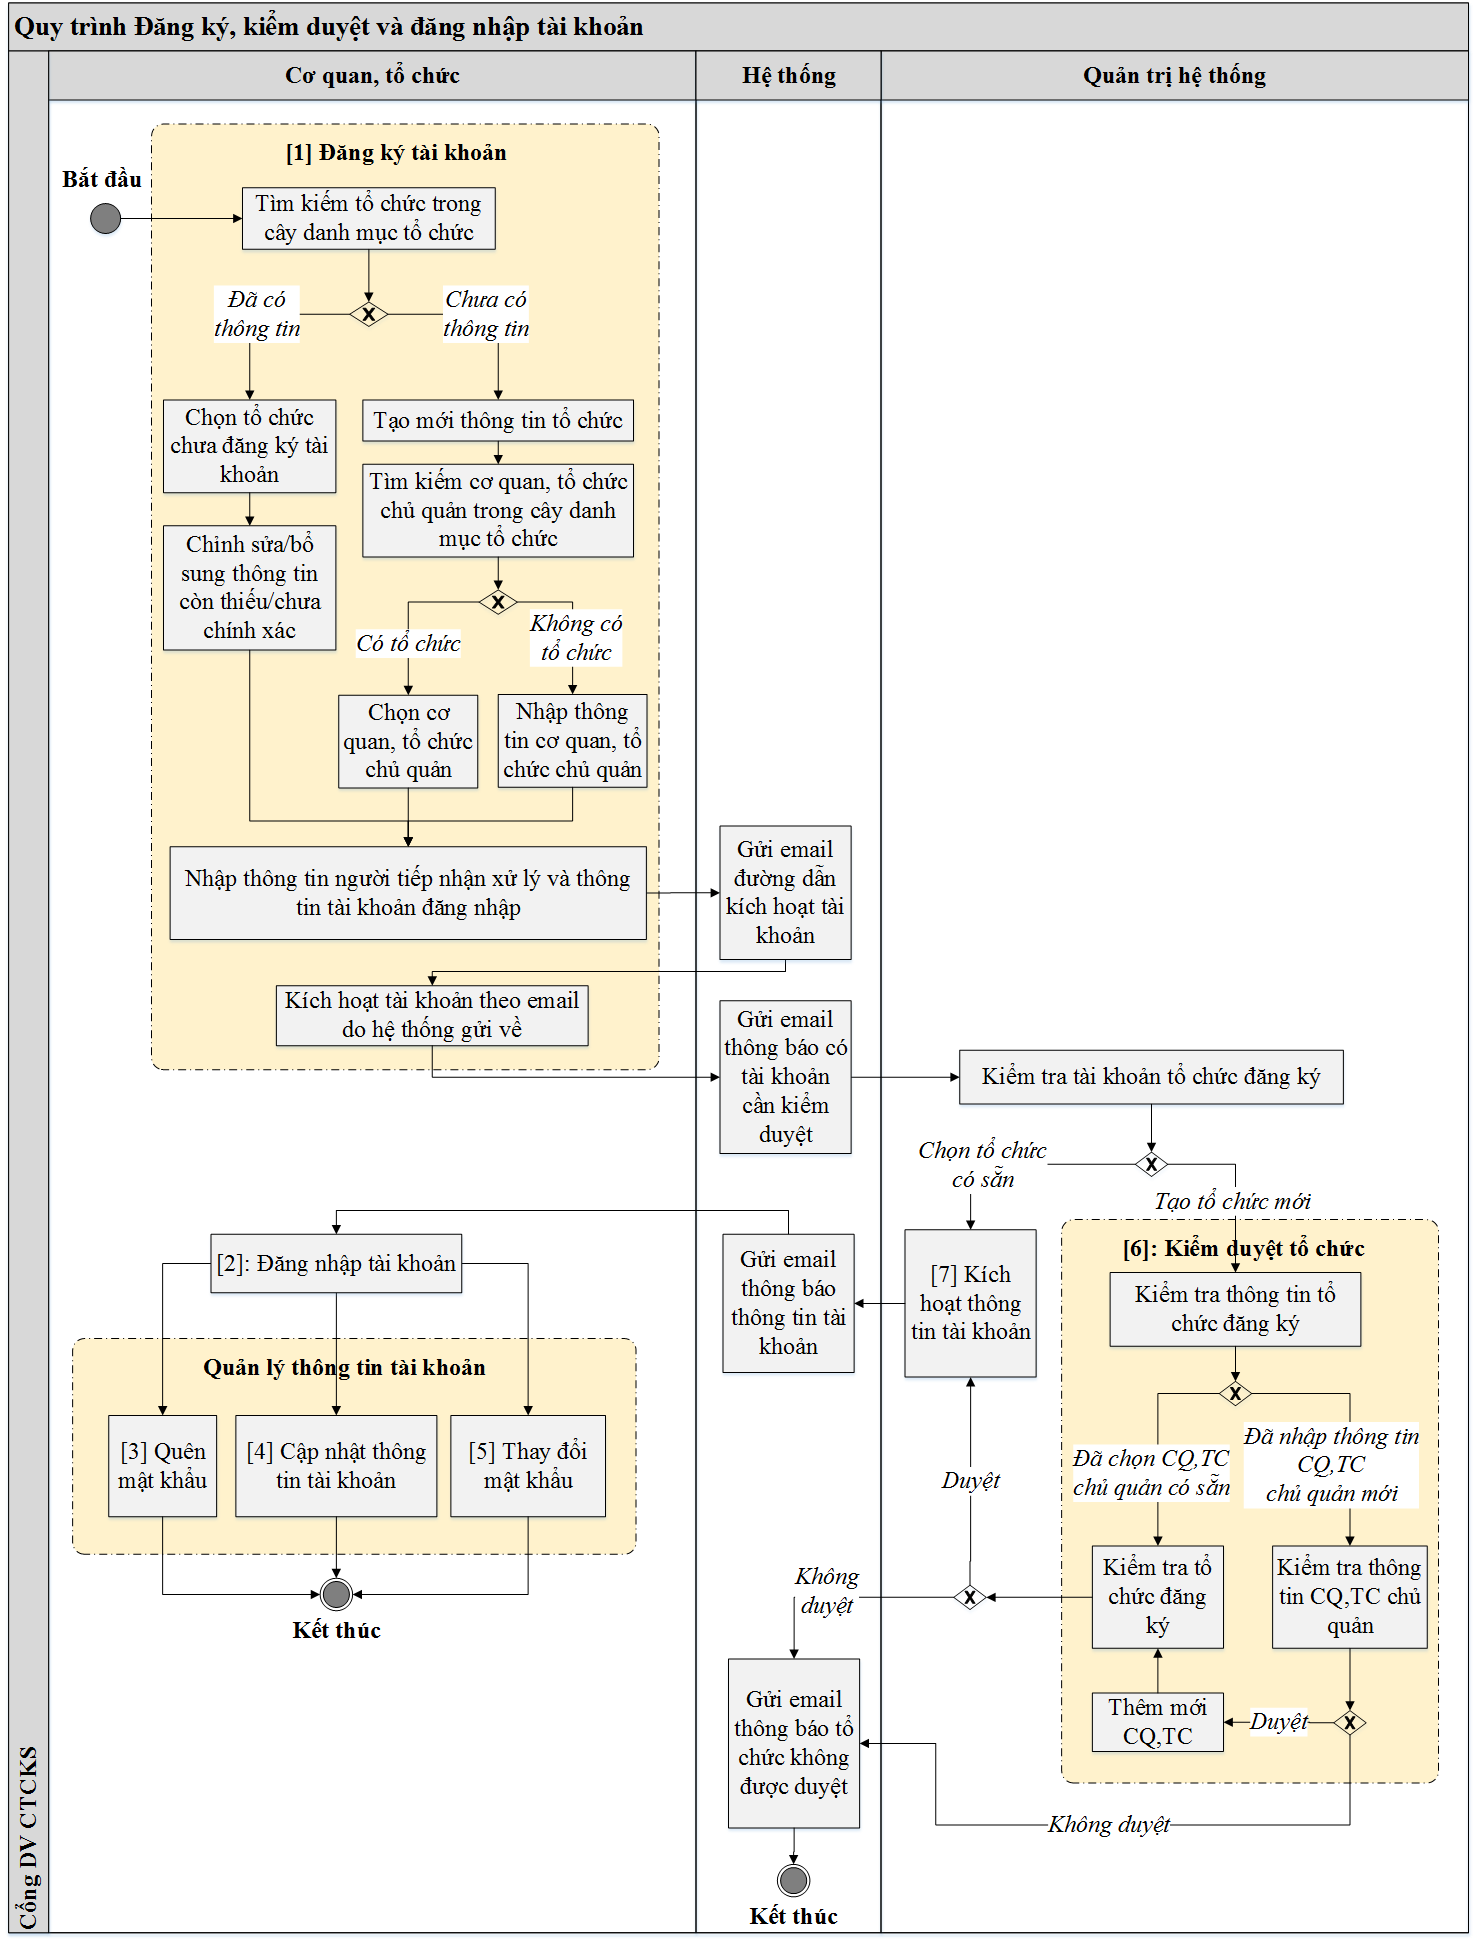 Quy trình Đăng ký, kiểm duyệt và đăng nhập tài khoản
Cơ quan, tổ chức
Hệ thống
Quản trị hệ thống
Cổng DV CTCKS
[1] Đăng ký tài khoản
Bắt đầu
Tìm kiếm tổ chức trong
cây danh mục tổ chức
X
Đã có
thông tin
Chưa có
thông tin
Chọn tổ chức
chưa đăng ký tài
khoản
Tạo mới thông tin tổ chức
Tìm kiếm cơ quan, tổ chức
chủ quản trong cây danh
mục tổ chức
Chỉnh sửa/bổ
sung thông tin
còn thiếu/chưa
chính xác
X
Có tổ chức
Không có
tổ chức
Chọn cơ
quan, tổ chức
chủ quản
Nhập thông
tin cơ quan, tổ
chức chủ quản
Nhập thông tin người tiếp nhận xử lý và thông
tin tài khoản đăng nhập
Gửi email
đường dẫn
kích hoạt tài
khoản
Kích hoạt tài khoản theo email
do hệ thống gửi về
Gửi email
thông báo có
tài khoản
cần kiểm
duyệt
Kiểm tra tài khoản tổ chức đăng ký
X
Chọn tổ chức
có sẵn
Tạo tổ chức mới
[6]: Kiểm duyệt tổ chức
Kiểm tra thông tin tổ
chức đăng ký
[7] Kích
hoạt thông
tin tài khoản
Gửi email
thông báo
thông tin tài
khoản
[2]: Đăng nhập tài khoản
Quản lý thông tin tài khoản
[3] Quên
mật khẩu
[4] Cập nhật thông
tin tài khoản
[5] Thay đổi
mật khẩu
Kết thúc
X
Đã chọn CQ,TC
chủ quản có sẵn
Đã nhập thông tin
CQ,TC
chủ quản mới
Duyệt
Kiểm tra tổ
chức đăng
ký
Kiểm tra thông
tin CQ,TC chủ
quản
X
Không
duyệt
Thêm mới
CQ,TC
Duyệt
X
Gửi email
thông báo tổ
chức không
được duyệt
Không duyệt
Kết thúc